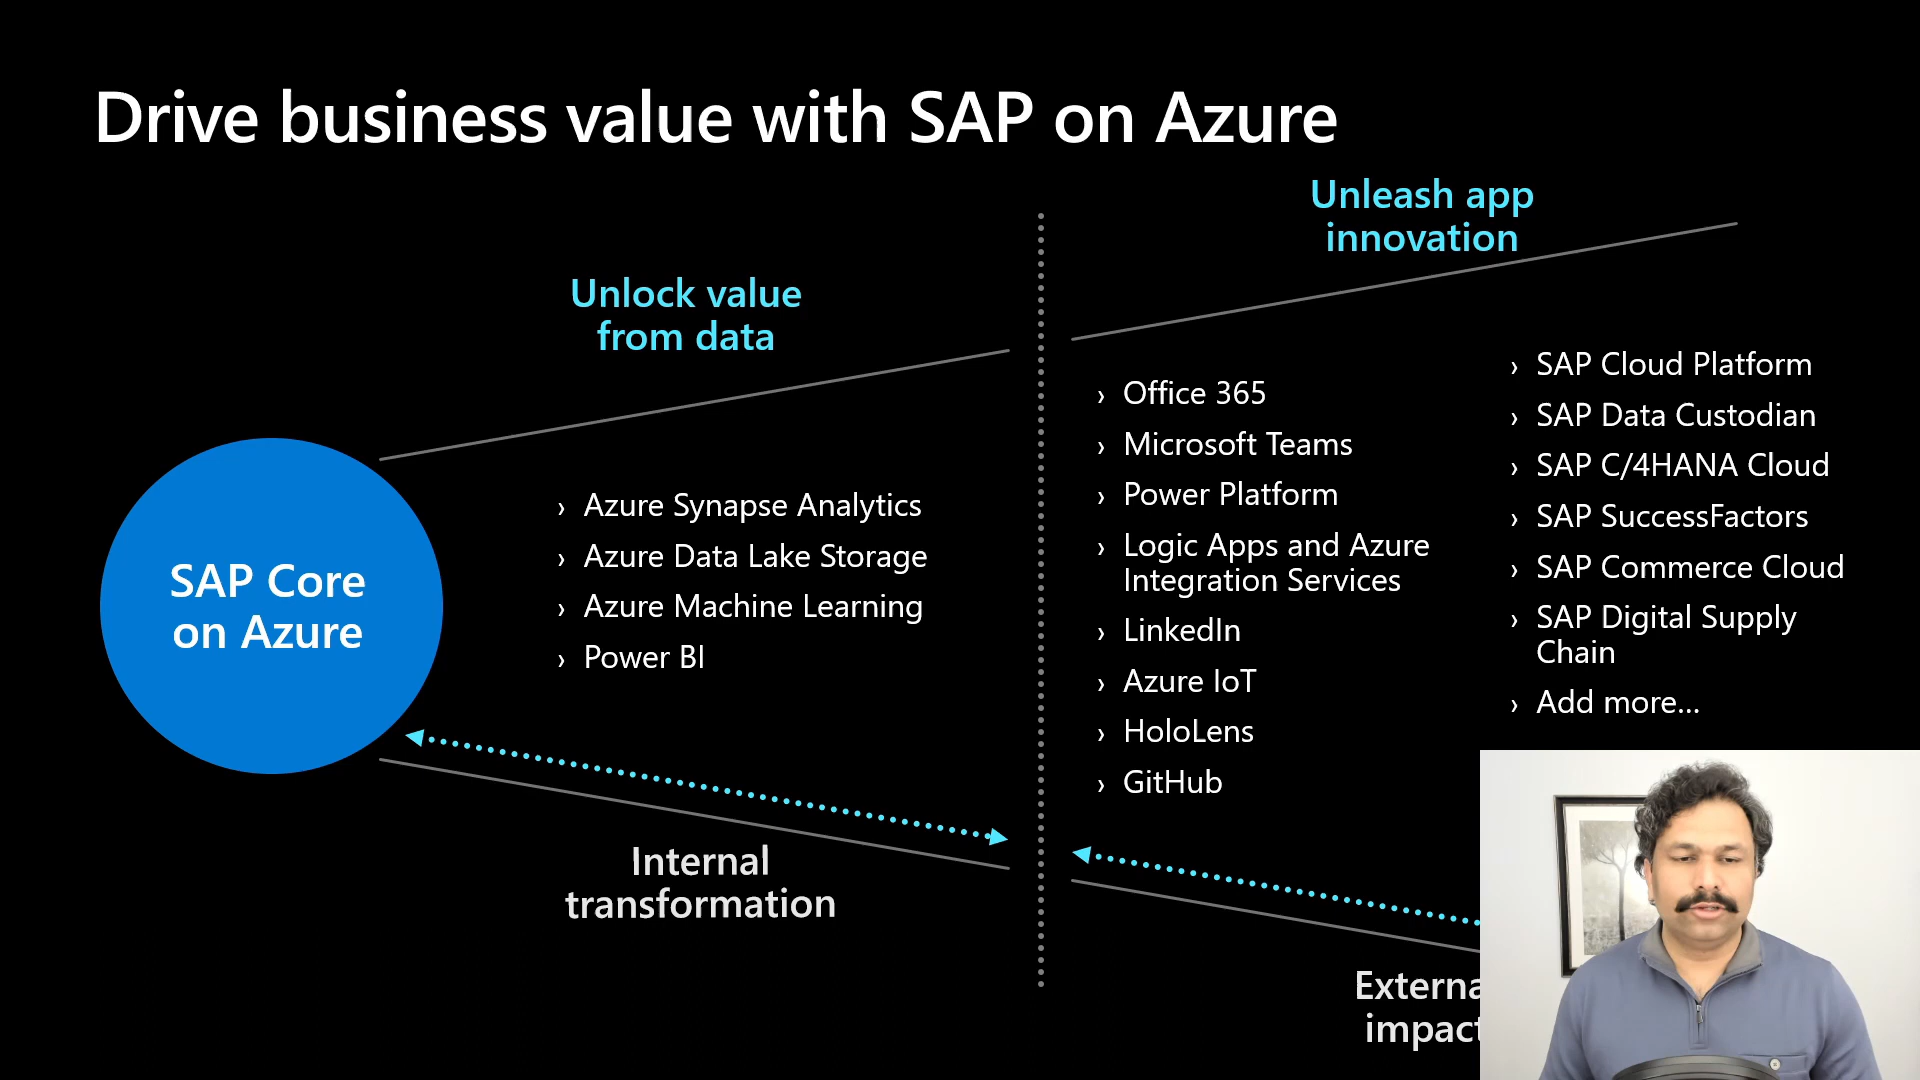 Drive business value with SAP on Azure
Unlock value
from data
Unleash app
innovation
SAP Core
on Azure
› Azure Synapse Analytics
› Azure Data Lake Storage
› Azure Machine Learning
› Power BI
› Office 365
› Microsoft Teams
› Power Platform
› Logic Apps and Azure
Integration Services
› LinkedIn
› Azure IoT
› HoloLens
› GitHub
› SAP Cloud Platform
› SAP Data Custodian
› SAP C/4HANA Cloud
› SAP SuccessFactors
› SAP Commerce Cloud
› SAP Digital Supply
Chain
› Add more...
Internal
transformation
Externa
impact